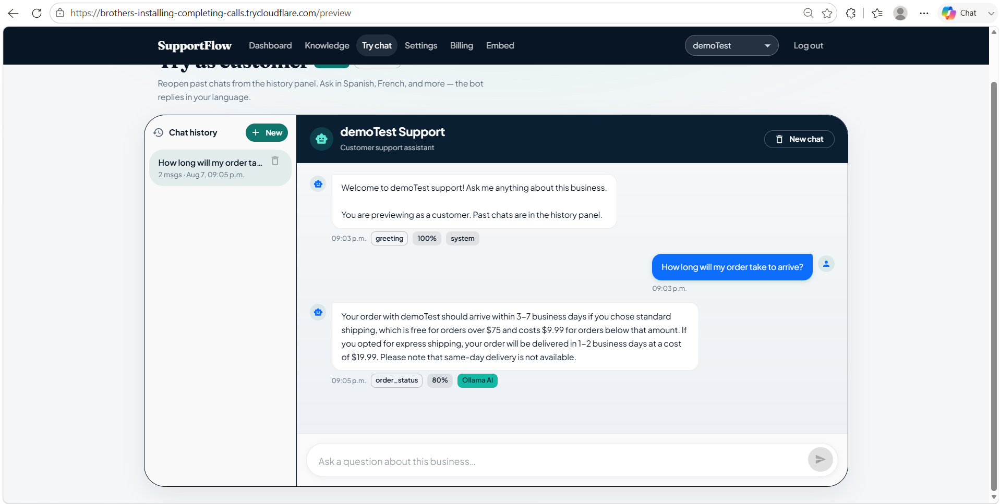 https://brothers-installing-completing-calls.trycloudflare.com/preview
Chat
SupportFlow
Dashboard
Knowledge
Try chat
Settings
Billing
Embed
demoTest
Log out
Try as customer
Reopen past chats from the history panel. Ask in Spanish, French, and more — the bot
replies in your language.
Chat history
+ New
How long will my order ta...
2 msgs · Aug 7, 09:05 p.m.
demoTest Support
Customer support assistant
New chat
Welcome to demoTest support! Ask me anything about this business.
You are previewing as a customer. Past chats are in the history panel.
09:03 p.m. greeting 100% system
How long will my order take to arrive?
09:03 p.m.
Your order with demoTest should arrive within 3–7 business days if you chose standard
shipping, which is free for orders over $75 and costs $9.99 for orders below that amount. If
you opted for express shipping, your order will be delivered in 1–2 business days at a cost
of $19.99. Please note that same-day delivery is not available.
09:05 p.m. order_status 80% Ollama AI
Ask a question about this business...